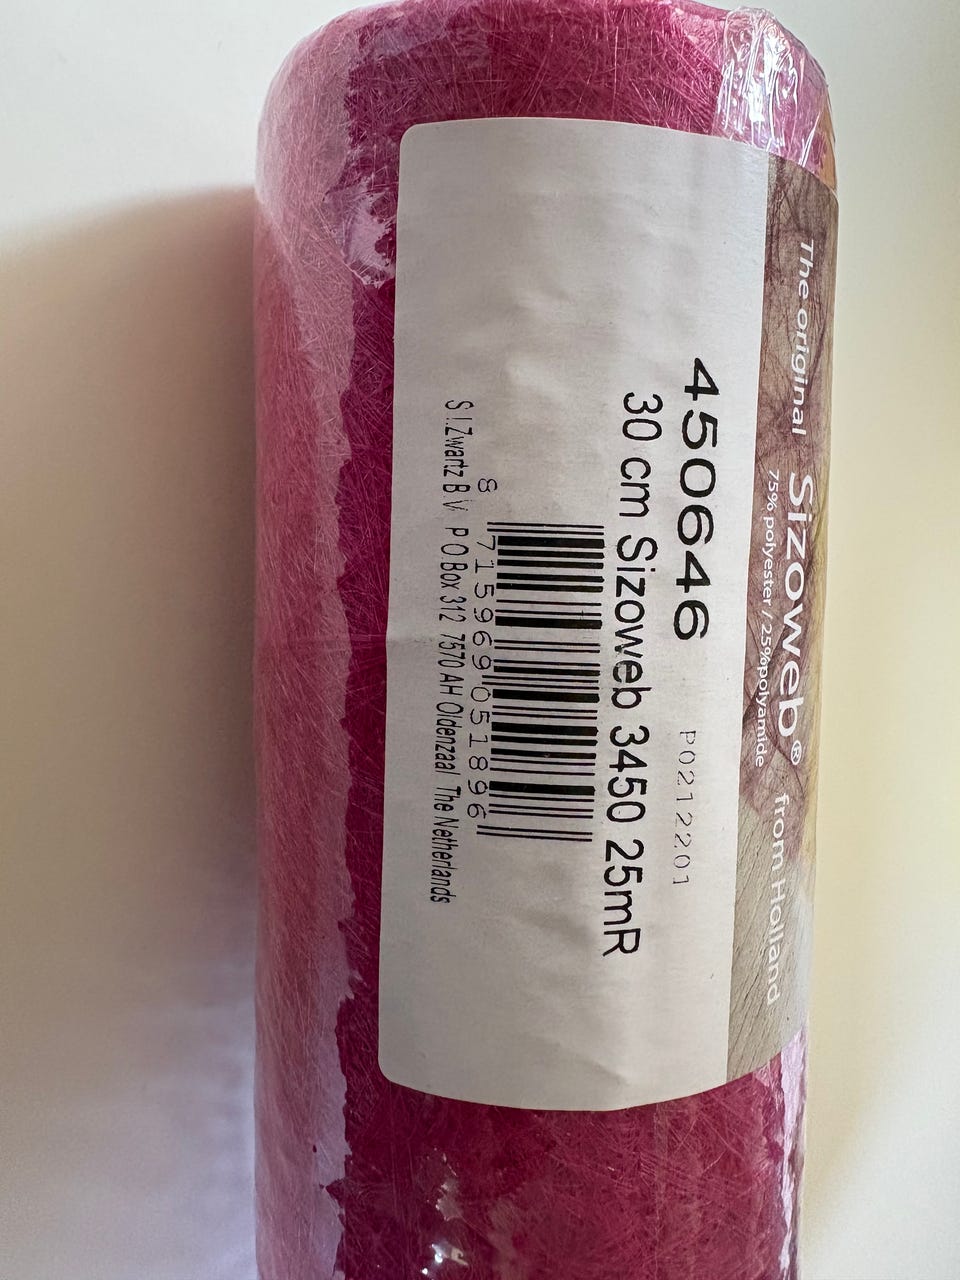 The original Sizoweb® from Holland
75% polyester / 25%polyamide
450646 P0212201
30 cm Sizoweb 3450 25mR
8 715969 051896
S.I.Zwartz B.V. P.O.Box 312 7570 AH Oldenzaal The Netherlands